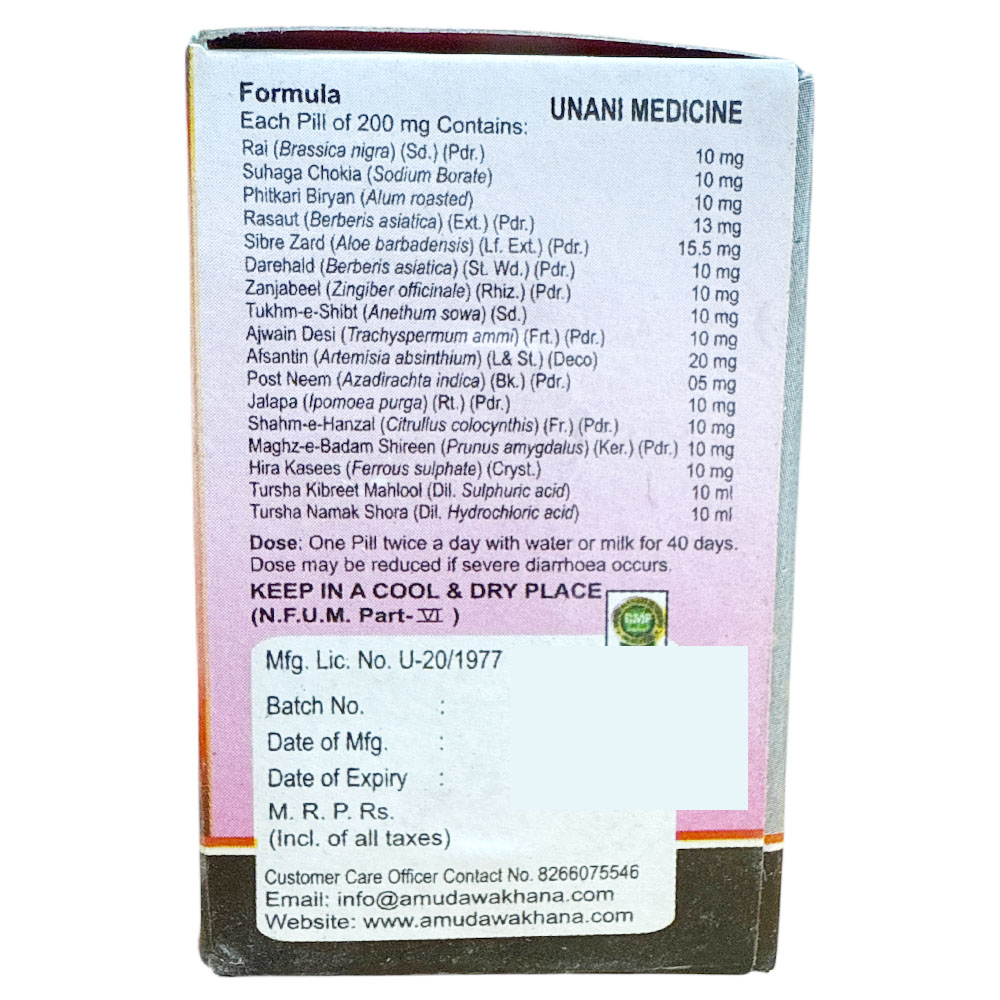 Formula
UNANI MEDICINE
Each Pill of 200 mg Contains:
Rai (Brassica nigra) (Sd.) (Pdr.) 10 mg
Suhaga Chokia (Sodium Borate) 10 mg
Phitkari Biryan (Alum roasted) 10 mg
Rasaut (Berberis asiatica) (Ext.) (Pdr.) 13 mg
Sibre Zard (Aloe barbadensis) (Lf. Ext.) (Pdr.) 15.5 mg
Darehald (Berberis asiatica) (St. Wd.) (Pdr.) 10 mg
Zanjabeel (Zingiber officinale) (Rhiz.) (Pdr.) 10 mg
Tukhm-e-Shibt (Anethum sowa) (Sd.) 10 mg
Ajwain Desi (Trachyspermum ammi) (Frt.) (Pdr.) 10 mg
Afsantin (Artemisia absinthium) (L& St.) (Deco) 20 mg
Post Neem (Azadirachta indica) (Bk.) (Pdr.) 05 mg
Jalapa (Ipomoea purga) (Rt.) (Pdr.) 10 mg
Shahm-e-Hanzal (Citrullus colocynthis) (Fr.) (Pdr.) 10 mg
Maghz-e-Badam Shireen (Prunus amygdalus) (Ker.) (Pdr.) 10 mg
Hira Kasees (Ferrous sulphate) (Cryst.) 10 mg
Tursha Kibreet Mahlool (Dil. Sulphuric acid) 10 ml
Tursha Namak Shora (Dil. Hydrochloric acid) 10 ml
Dose: One Pill twice a day with water or milk for 40 days.
Dose may be reduced if severe diarrhoea occurs.
KEEP IN A COOL & DRY PLACE
(N.F.U.M. Part-VI )
GMP
Mfg. Lic. No. U-20/1977
Batch No. :
Date of Mfg. :
Date of Expiry :
M. R. P. Rs.
(Incl. of all taxes)
Customer Care Officer Contact No. 8266075546
Email: info@amudawakhana.com
Website: www.amudawakhana.com